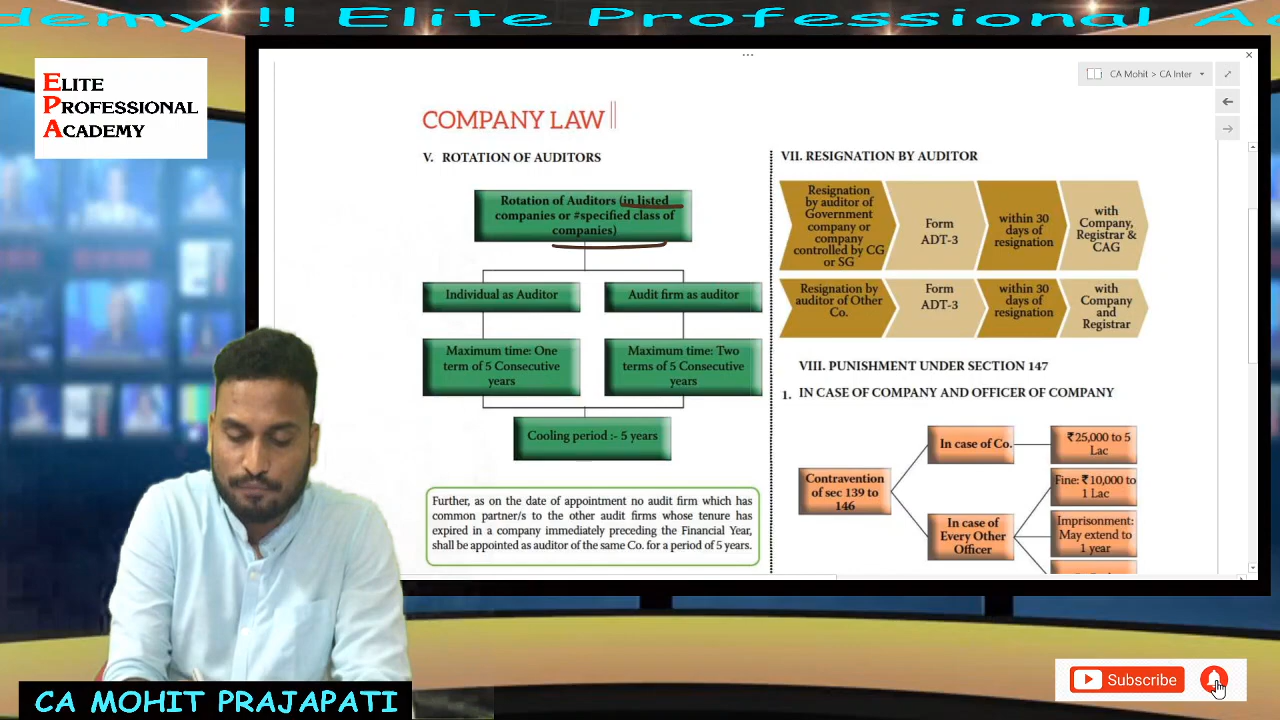 demy !! Elite Professional Ac
ELITE
PROFESSIONAL
ACADEMY
CA Mohit > CA Inter
COMPANY LAW
V. ROTATION OF AUDITORS
Rotation of Auditors (in listed
companies or #specified class of
companies)
Individual as Auditor
Audit firm as auditor
Maximum time: One
term of 5 Consecutive
years
Maximum time: Two
terms of 5 Consecutive
years
Cooling period :- 5 years
Further, as on the date of appointment no audit firm which has
common partner/s to the other audit firms whose tenure has
expired in a company immediately preceding the Financial Year,
shall be appointed as auditor of the same Co. for a period of 5 years.
VII. RESIGNATION BY AUDITOR
Resignation
by auditor of
Government
company or
company
controlled by CG
or SG
Form
ADT-3
within 30
days of
resignation
with
Company,
Registrar &
CAG
Resignation by
auditor of Other
Co.
Form
ADT-3
within 30
days of
resignation
with
Company
and
Registrar
VIII. PUNISHMENT UNDER SECTION 147
1. IN CASE OF COMPANY AND OFFICER OF COMPANY
Contravention
of sec 139 to
146
In case of Co.
₹25,000 to 5
Lac
In case of
Every Other
Officer
Fine: ₹10,000 to
1 Lac
Imprisonment:
May extend to
1 year
CA MOHIT PRAJAPATI
Subscribe